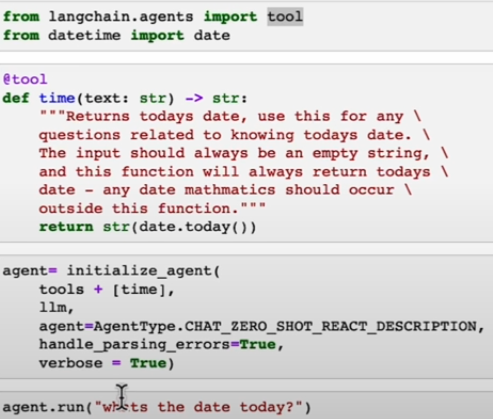 from langchain.agents import tool
from datetime import date
@tool
def time(text: str) -> str:
"""Returns todays date, use this for any \
questions related to knowing todays date. \
The input should always be an empty string, \
and this function will always return todays \
date - any date mathmatics should occur \
outside this function."""
return str(date.today())
agent= initialize_agent(
tools + [time],
llm,
agent=AgentType.CHAT_ZERO_SHOT_REACT_DESCRIPTION,
handle_parsing_errors=True,
verbose = True)
agent.run("whats the date today?")